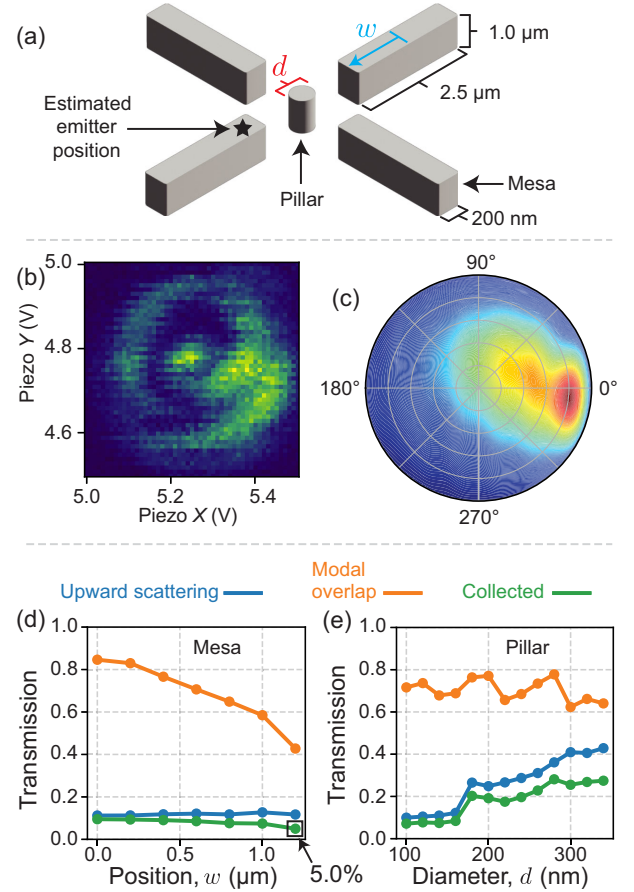 (a)
w
1.0 μm
d
2.5 μm
Estimated
emitter
position
Pillar
Mesa
200 nm
(b)
5.0
4.8
4.6
Piezo Y (V)
5.0
5.2
5.4
Piezo X (V)
(c)
90°
180°
0°
270°
Upward scattering
Modal
overlap
Collected
(d)
Mesa
1.0
0.8
0.6
0.4
0.2
0.0
Transmission
0.0
0.5
1.0
Position, w (μm)
5.0%
(e)
Pillar
1.0
0.8
0.6
0.4
0.2
0.0
Transmission
100
200
300
Diameter, d (nm)